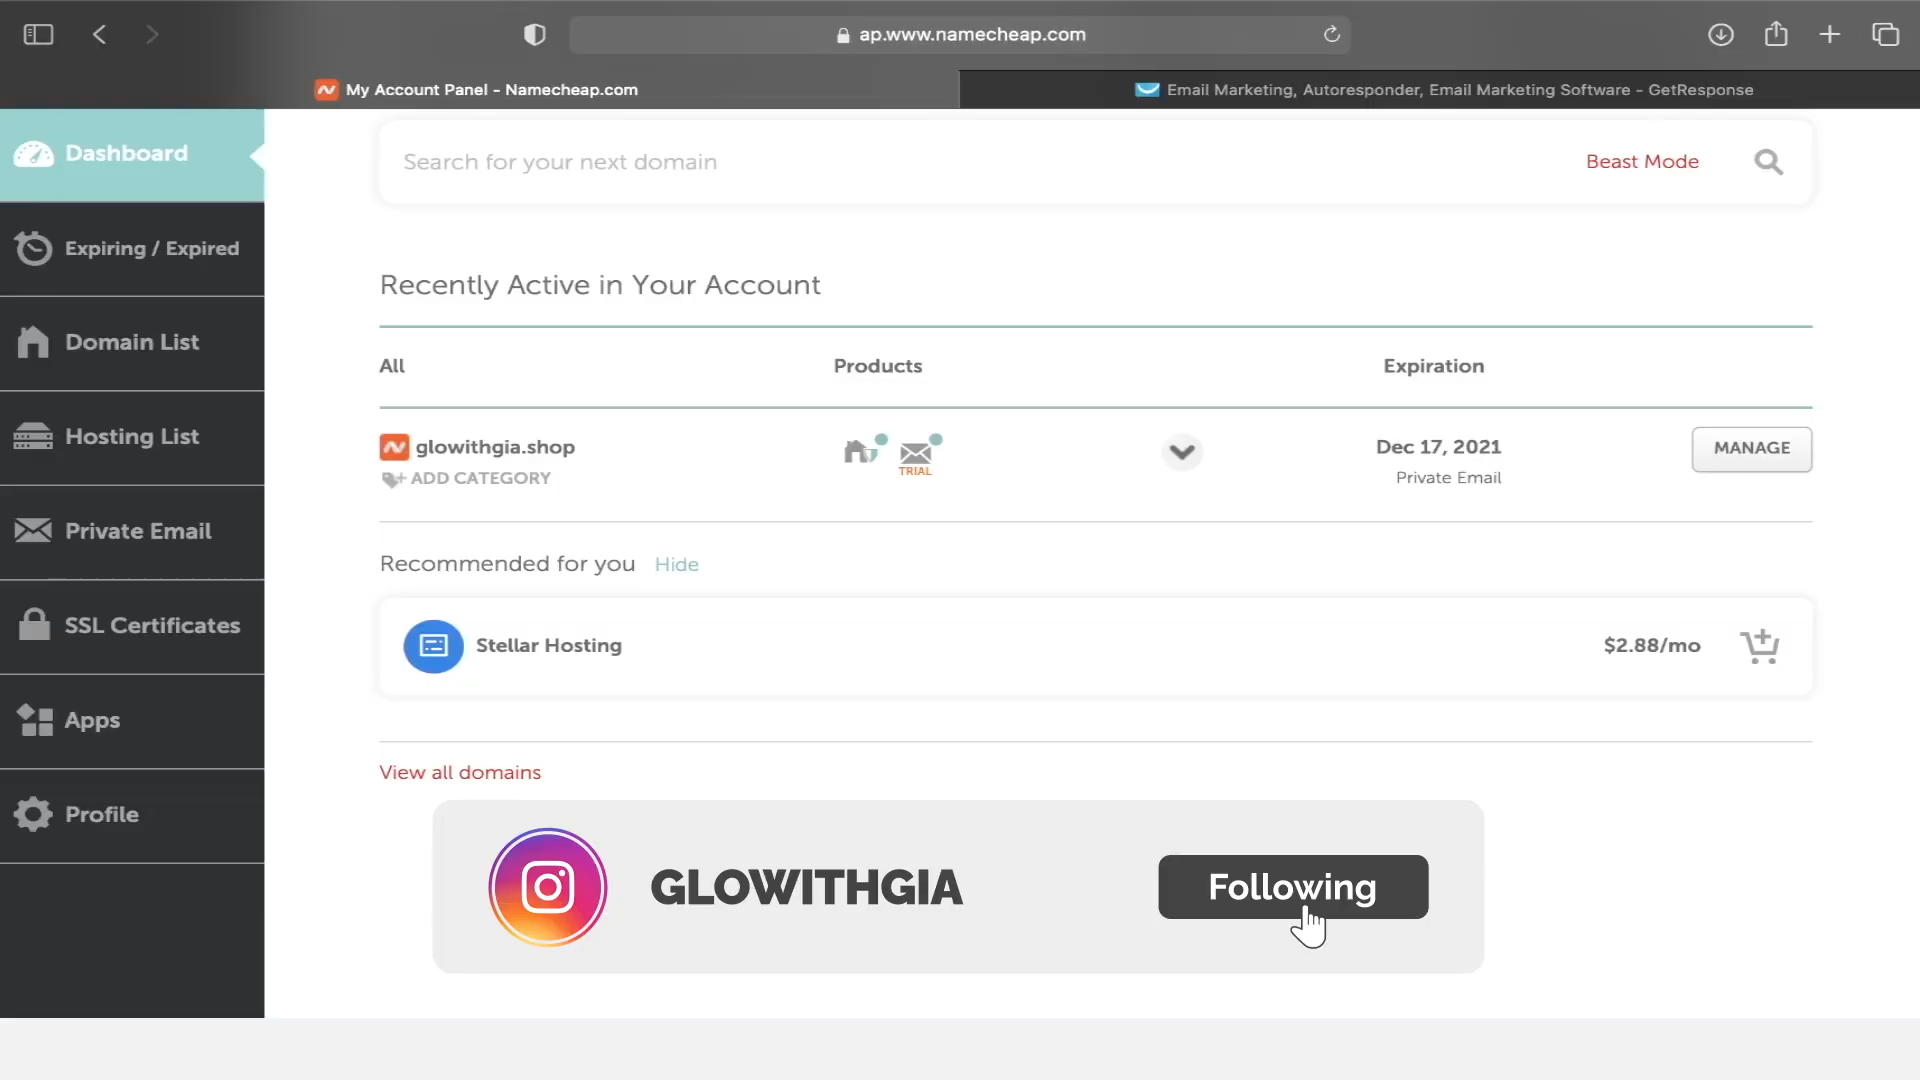 ap.www.namecheap.com
My Account Panel - Namecheap.com
Email Marketing, Autoresponder, Email Marketing Software - GetResponse
Dashboard
Expiring / Expired
Domain List
Hosting List
Private Email
SSL Certificates
Apps
Profile
Search for your next domain
Beast Mode
Recently Active in Your Account
All Products Expiration
glowithgia.shop
ADD CATEGORY
TRIAL
Dec 17, 2021
Private Email
MANAGE
Recommended for you Hide
Stellar Hosting $2.88/mo
View all domains
GLOWITHGIA
Following